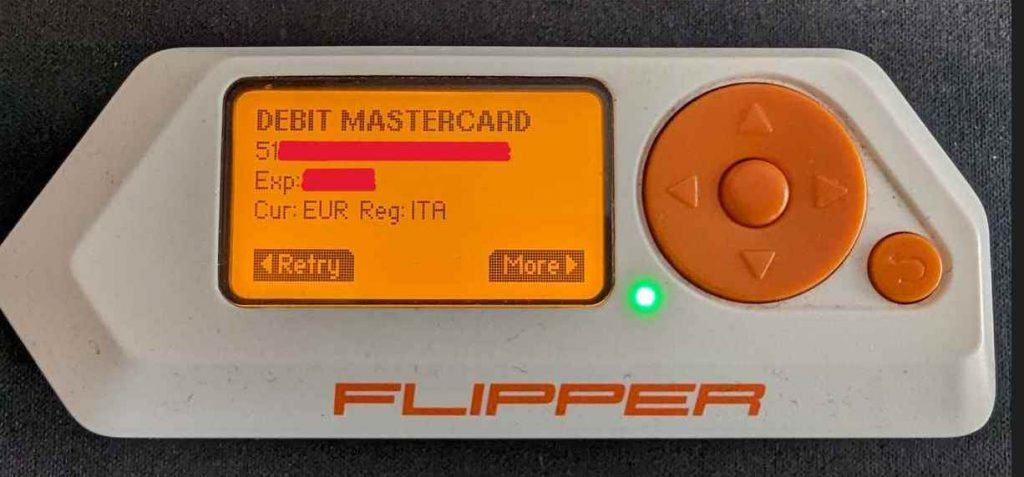 DEBIT MASTERCARD
51
Exp:
Cur: EUR Reg: ITA
Retry
More
FLIPPER